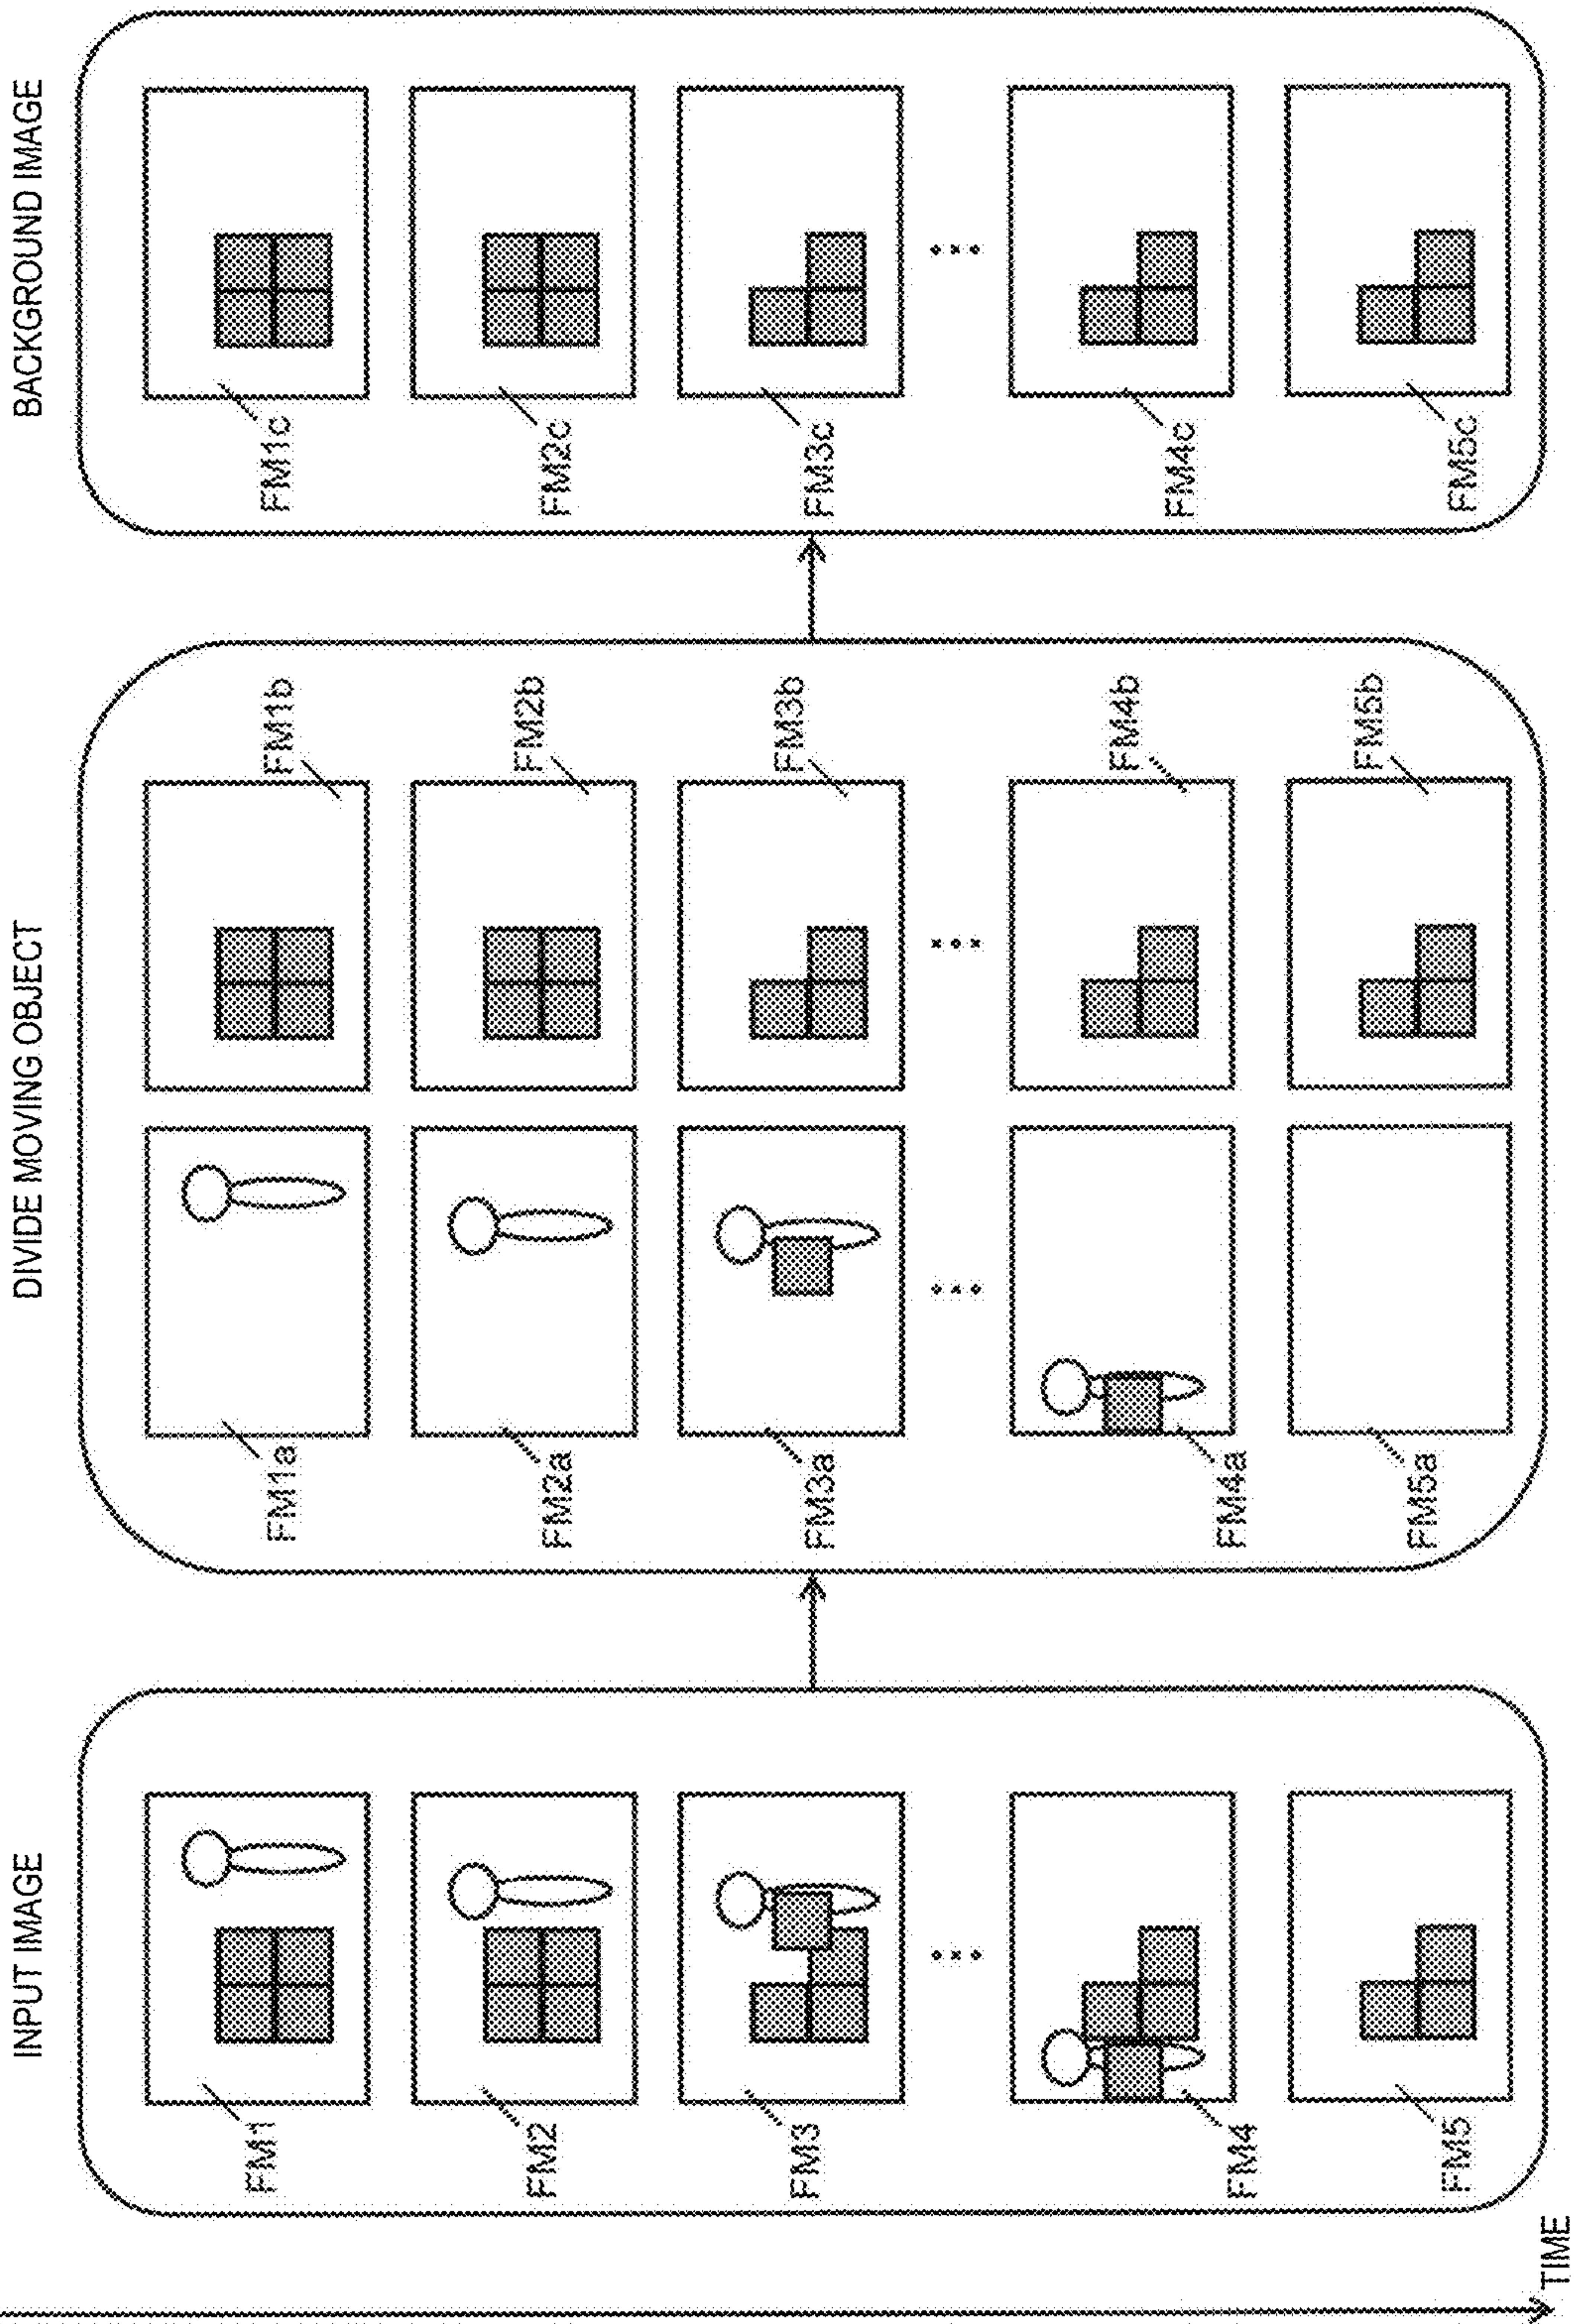 INPUT IMAGE
DIVIDE MOVING OBJECT
BACKGROUND IMAGE
FM1
FM1a
FM1b
FM1c
FM2
FM2a
FM2b
FM2c
FM3
FM3a
FM3b
FM3c
FM4
FM4a
FM4b
FM4c
FM5
FM5a
FM5b
FM5c
TIME